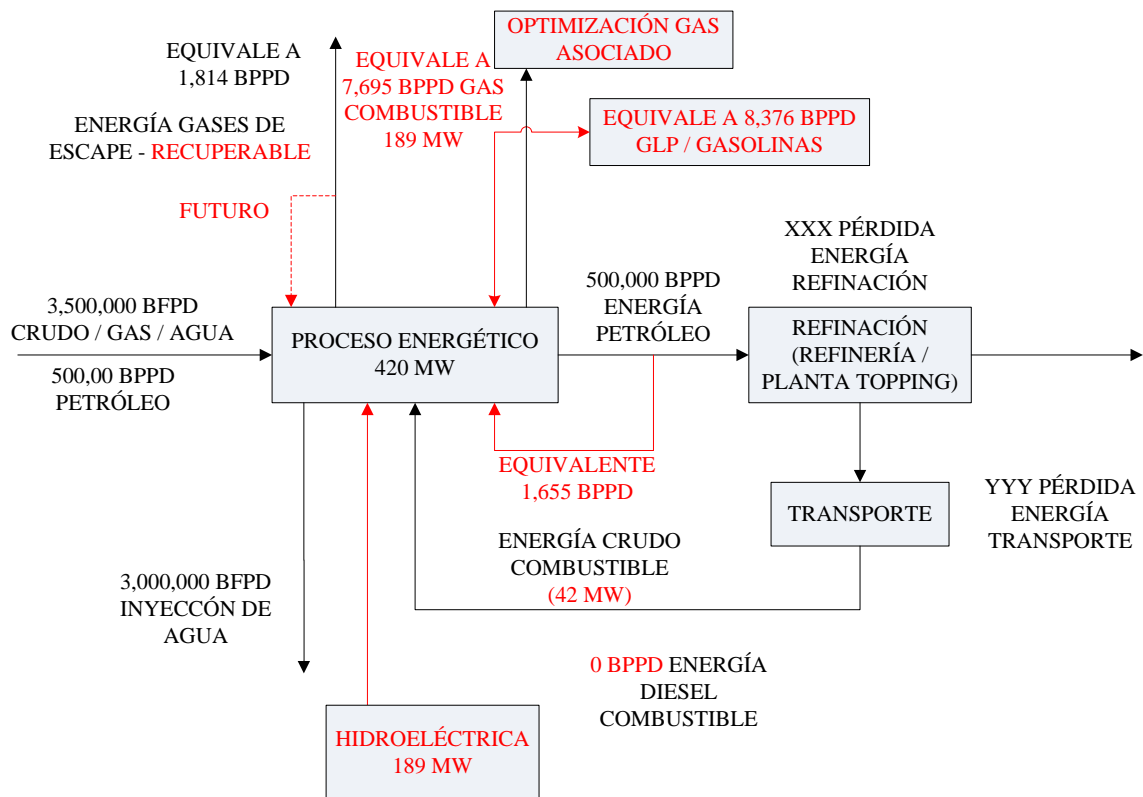 OPTIMIZACIÓN GAS
ASOCIADO
EQUIVALE A
1,814 BPPD
EQUIVALE A
7,695 BPPD GAS
COMBUSTIBLE
189 MW
EQUIVALE A 8,376 BPPD
GLP / GASOLINAS
ENERGÍA GASES DE
ESCAPE - RECUPERABLE
FUTURO
XXX PÉRDIDA
ENERGÍA
REFINACIÓN
3,500,000 BFPD
CRUDO / GAS / AGUA
500,00 BPPD
PETRÓLEO
PROCESO ENERGÉTICO
420 MW
500,000 BPPD
ENERGÍA
PETRÓLEO
REFINACIÓN
(REFINERÍA /
PLANTA TOPPING)
EQUIVALENTE
1,655 BPPD
TRANSPORTE
YYY PÉRDIDA
ENERGÍA
TRANSPORTE
ENERGÍA CRUDO
COMBUSTIBLE
(42 MW)
3,000,000 BFPD
INYECCÓN DE
AGUA
0 BPPD ENERGÍA
DIESEL
COMBUSTIBLE
HIDROELÉCTRICA
189 MW